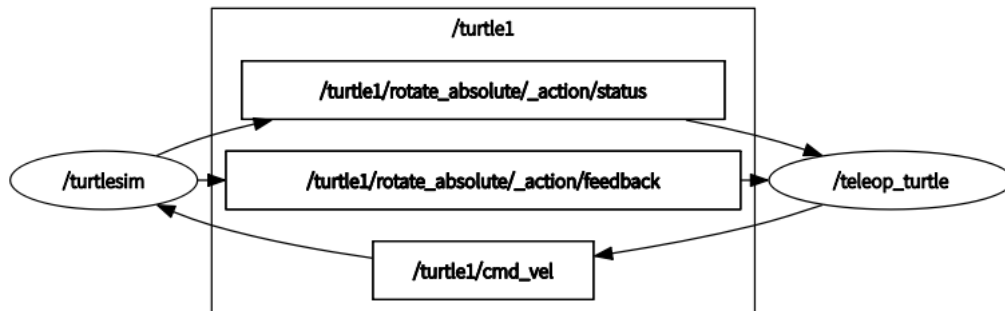 /turtle1
/turtle1/rotate_absolute/_action/status
/turtlesim
/turtle1/rotate_absolute/_action/feedback
/teleop_turtle
/turtle1/cmd_vel